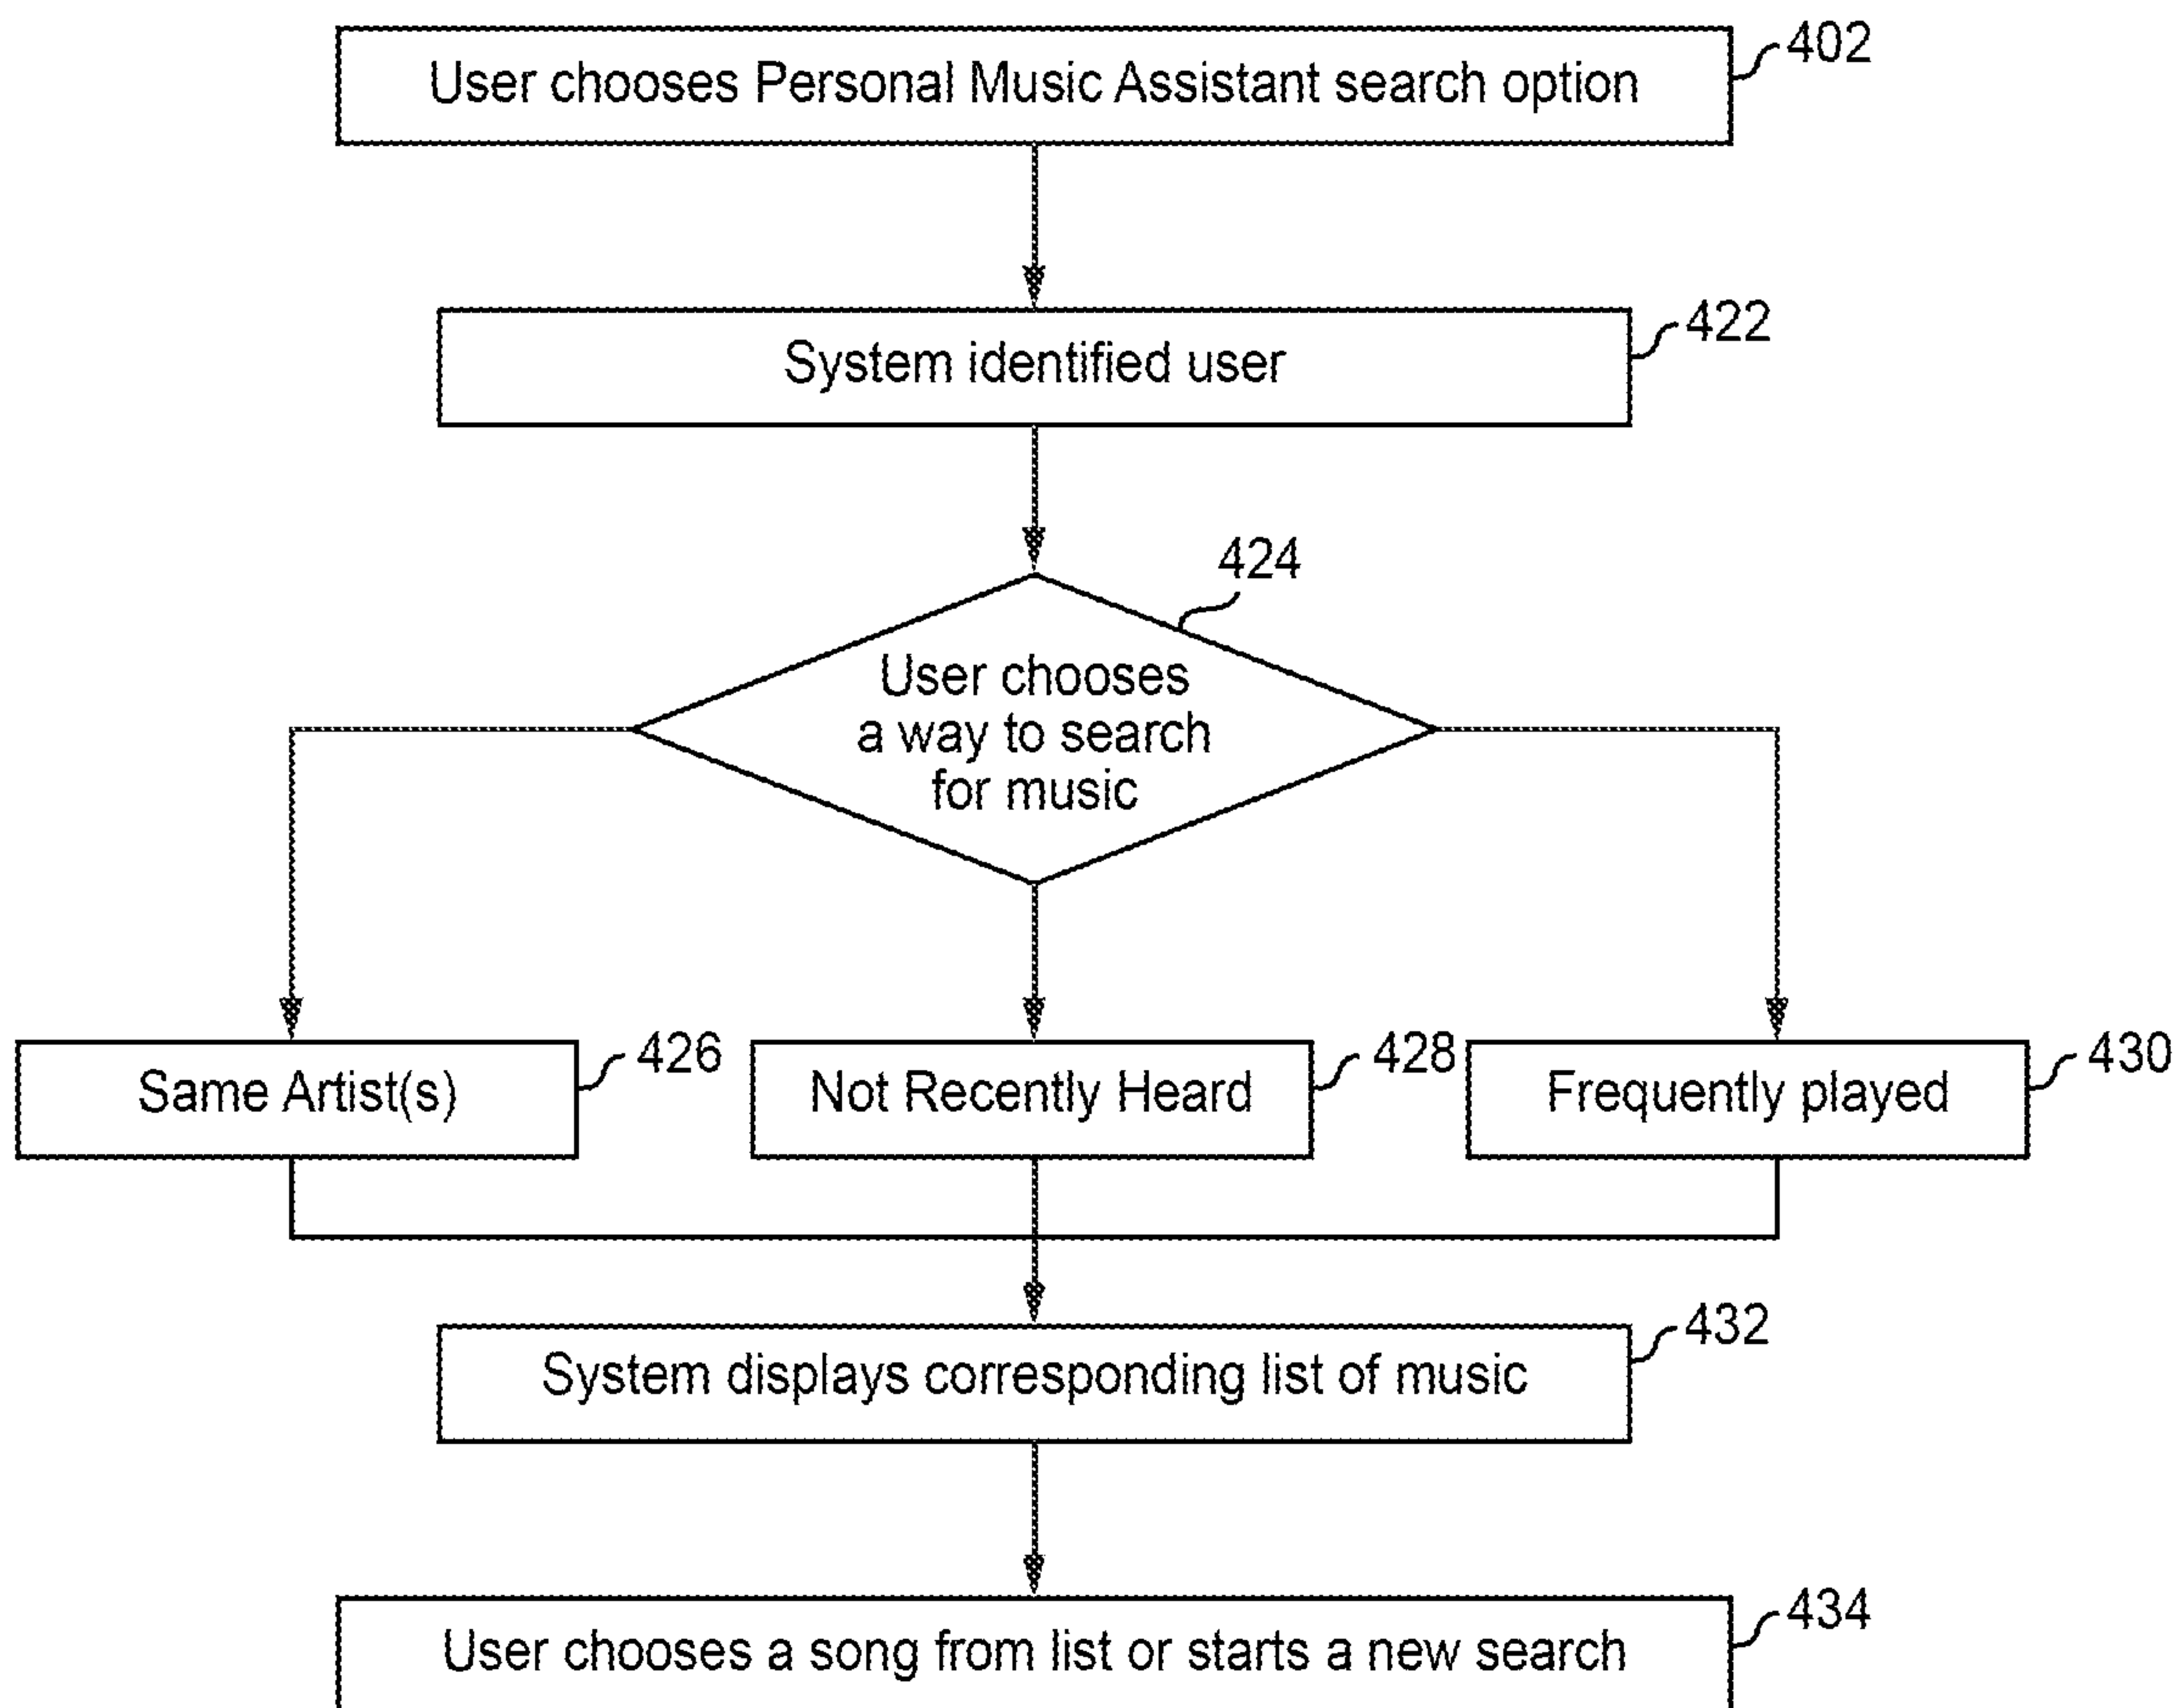 User chooses Personal Music Assistant search option
402
System identified user
422
424
User chooses
a way to search
for music
Same Artist(s)
426
Not Recently Heard
428
Frequently played
430
System displays corresponding list of music
432
User chooses a song from list or starts a new search
434